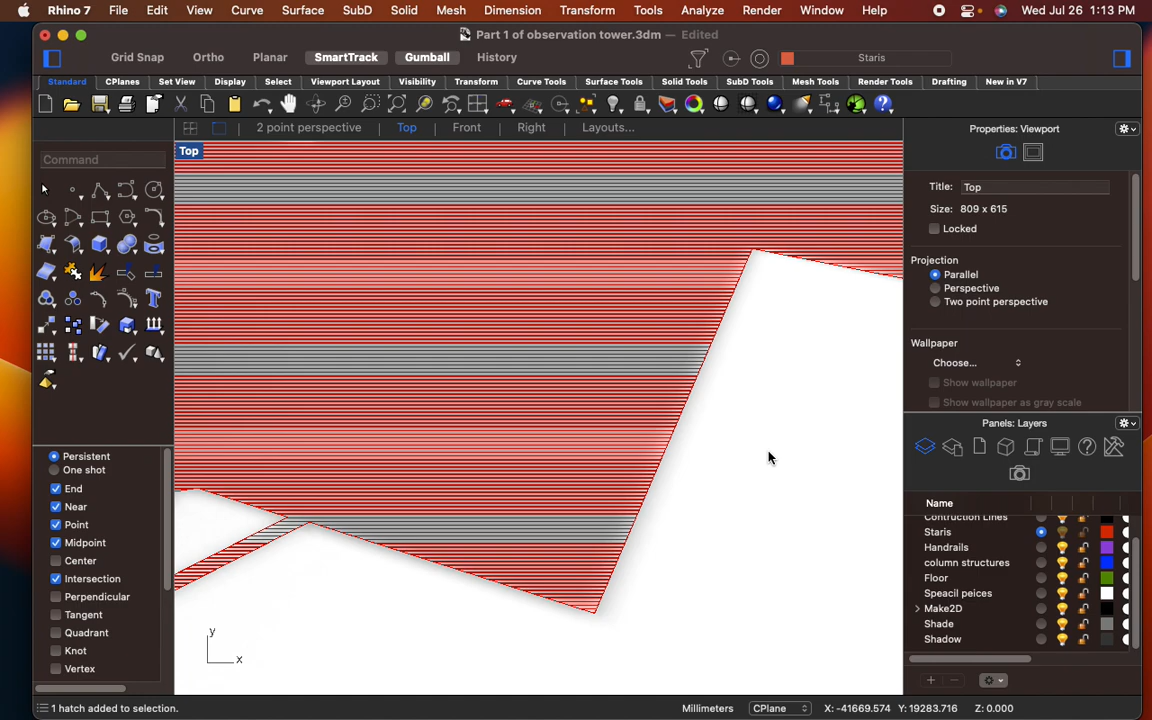 Rhino 7 File Edit View Curve Surface SubD Solid Mesh Dimension Transform Tools Analyze Render Window Help Wed Jul 26 1:13 PM
Part 1 of observation tower.3dm — Edited
Grid Snap Ortho Planar SmartTrack Gumball History Staris
Standard CPlanes Set View Display Select Viewport Layout Visibility Transform Curve Tools Surface Tools Solid Tools SubD Tools Mesh Tools Render Tools Drafting New in V7
2 point perspective Top Front Right Layouts...
Properties: Viewport
Top
Command
Title: Top
Size: 809 x 615
Locked
Projection
Parallel
Perspective
Two point perspective
Wallpaper
Choose...
Show wallpaper
Show wallpaper as gray scale
Panels: Layers
Persistent
One shot
End
Near
Point
Midpoint
Center
Intersection
Perpendicular
Tangent
Quadrant
Knot
Vertex
Name
Contruction Lines
Staris
Handrails
column structures
Floor
Speacil peices
Make2D
Shade
Shadow
y
x
1 hatch added to selection.
Millimeters CPlane X: -41669.574 Y: 19283.716 Z: 0.000